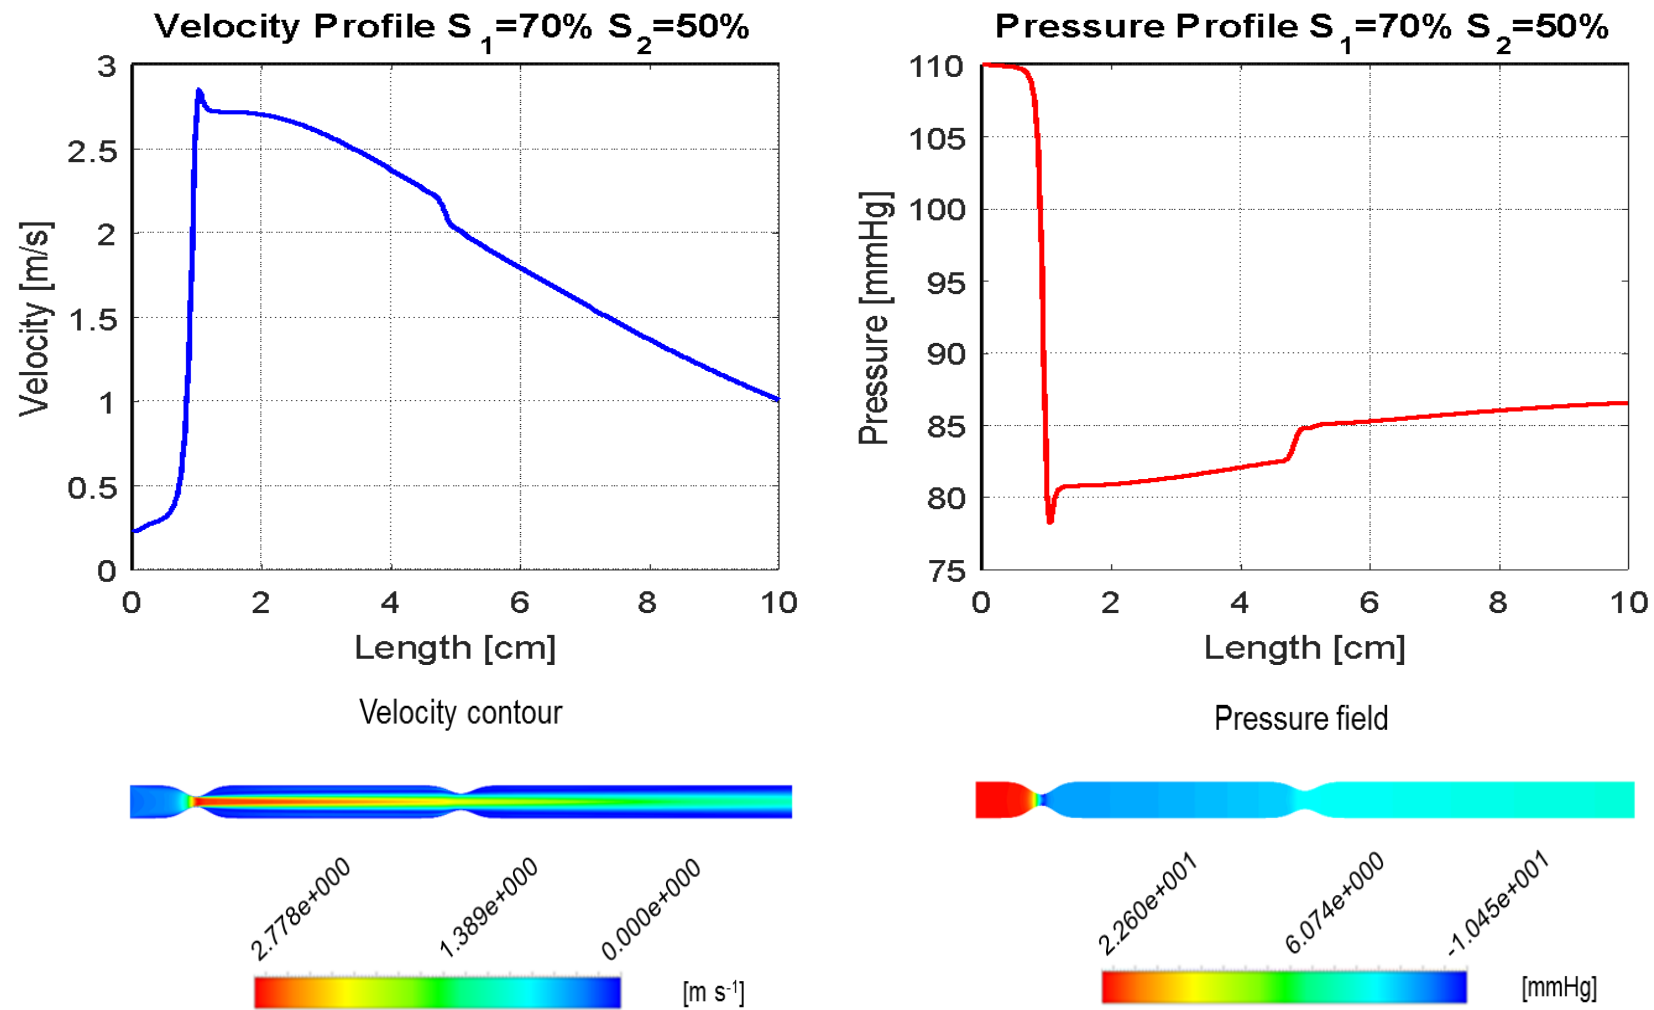 Velocity Profile S1=70% S2=50%
3
2.5
2
1.5
1
0.5
0
Velocity [m/s]
0 2 4 6 8 10
Length [cm]
Pressure Profile S1=70% S2=50%
110
105
100
95
90
85
80
75
Pressure [mmHg]
0 2 4 6 8 10
Length [cm]
Velocity contour
2.778e+000 1.389e+000 0.000e+000
[m s-1]
Pressure field
2.260e+001 6.074e+000 -1.045e+001
[mmHg]